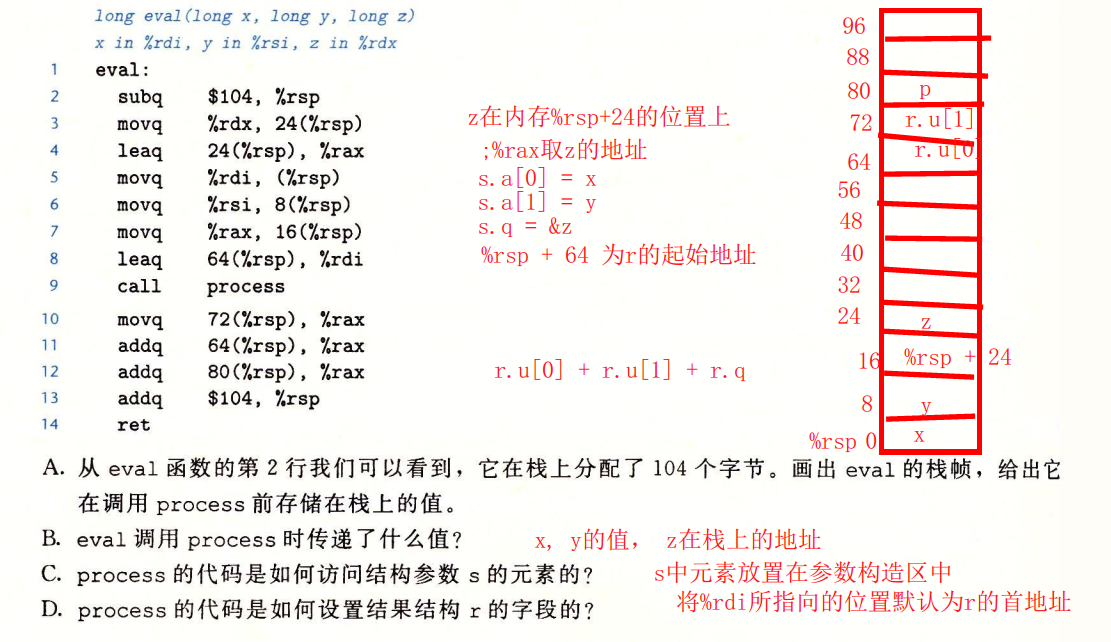 long eval(long x, long y, long z)
x in %rdi, y in %rsi, z in %rdx
1 eval:
2 subq $104, %rsp
3 movq %rdx, 24(%rsp) z在内存%rsp+24的位置上
4 leaq 24(%rsp), %rax ;%rax取z的地址
5 movq %rdi, (%rsp) s.a[0] = x
6 movq %rsi, 8(%rsp) s.a[1] = y
7 movq %rax, 16(%rsp) s.q = &z
8 leaq 64(%rsp), %rdi %rsp + 64 为r的起始地址
9 call process
10 movq 72(%rsp), %rax
11 addq 64(%rsp), %rax
12 addq 80(%rsp), %rax r.u[0] + r.u[1] + r.q
13 addq $104, %rsp
14 ret
96
88
80 p
72 r.u[1]
64 r.u[0]
56
48
40
32
24 z
16 %rsp + 24
8 y
%rsp 0 x
A. 从 eval 函数的第 2 行我们可以看到，它在栈上分配了 104 个字节。画出 eval 的栈帧，给出它
在调用 process 前存储在栈上的值。
B. eval 调用 process 时传递了什么值？ x, y的值， z在栈上的地址
C. process 的代码是如何访问结构参数 s 的元素的？ s中元素放置在参数构造区中
D. process 的代码是如何设置结果结构 r 的字段的？ 将%rdi所指向的位置默认为r的首地址